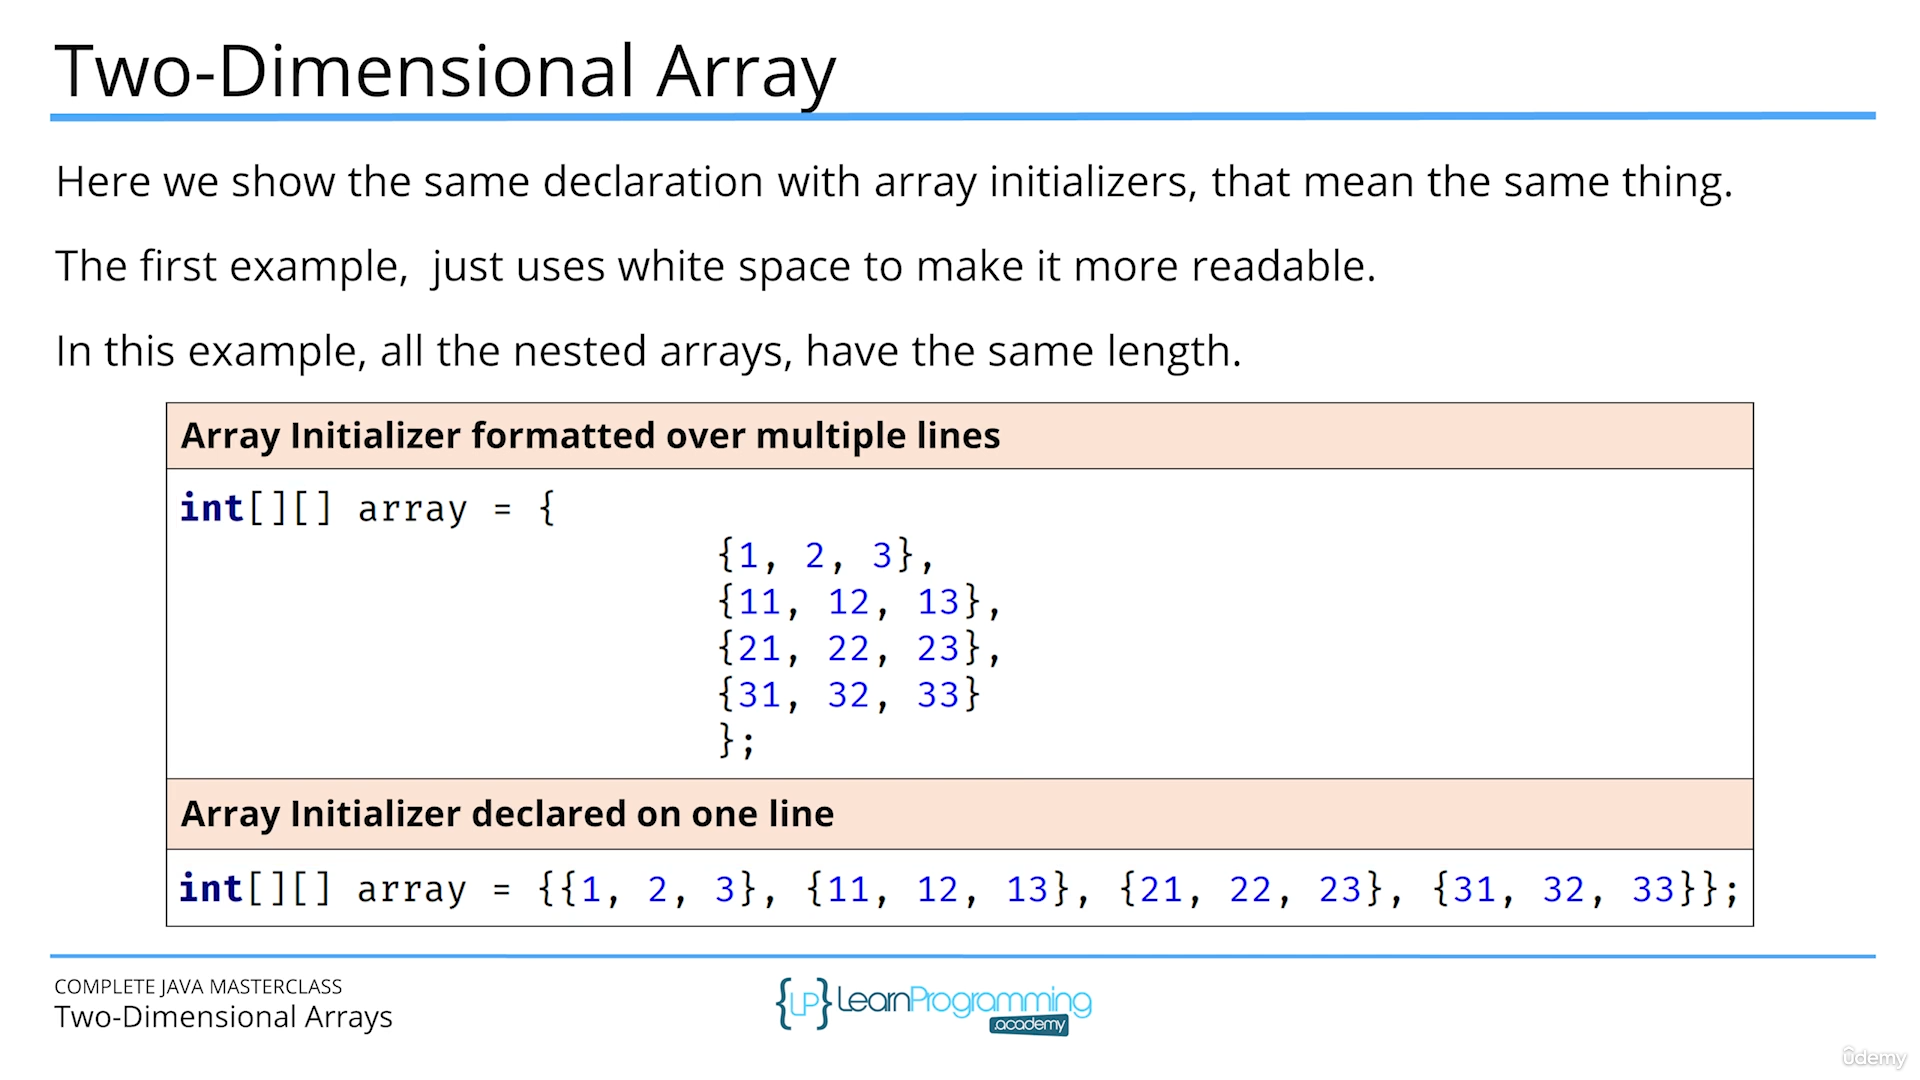 Two-Dimensional Array
Here we show the same declaration with array initializers, that mean the same thing.
The first example,  just uses white space to make it more readable.
In this example, all the nested arrays, have the same length.
Array Initializer formatted over multiple lines
int[][] array = {
{1, 2, 3},
{11, 12, 13},
{21, 22, 23},
{31, 32, 33}
};
Array Initializer declared on one line
int[][] array = {{1, 2, 3}, {11, 12, 13}, {21, 22, 23}, {31, 32, 33}};
COMPLETE JAVA MASTERCLASS
Two-Dimensional Arrays
{LP} LearnProgramming
.academy
ûdemy